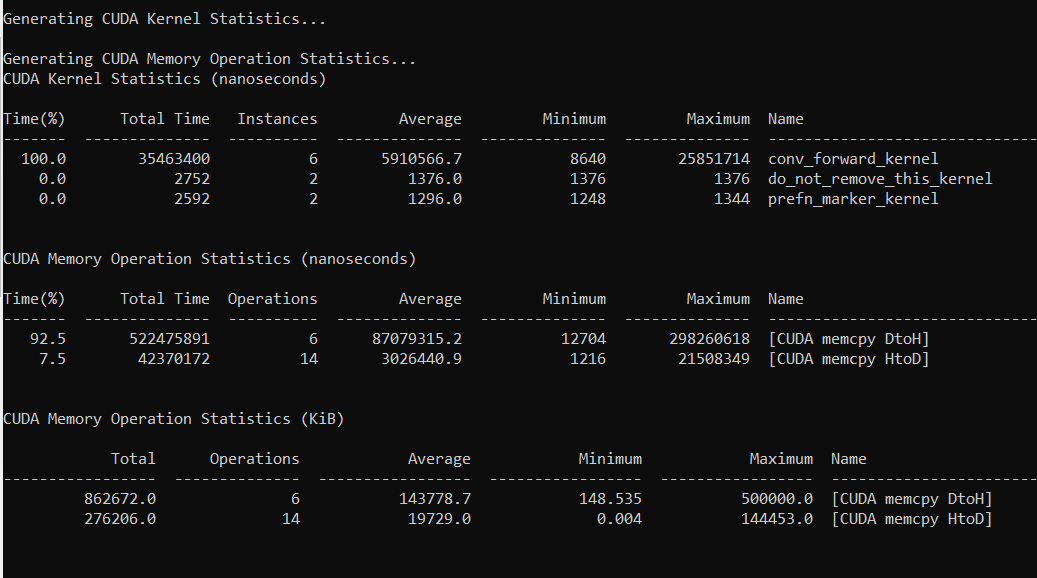 Generating CUDA Kernel Statistics...
Generating CUDA Memory Operation Statistics...
CUDA Kernel Statistics (nanoseconds)
Time(%) Total Time Instances Average Minimum Maximum Name
------- -------------- ---------- -------------- -------------- -------------- ------------------------------
100.0 35463400 6 5910566.7 8640 25851714 conv_forward_kernel
0.0 2752 2 1376.0 1376 1376 do_not_remove_this_kernel
0.0 2592 2 1296.0 1248 1344 prefn_marker_kernel
CUDA Memory Operation Statistics (nanoseconds)
Time(%) Total Time Operations Average Minimum Maximum Name
------- -------------- ---------- -------------- -------------- -------------- ------------------------------
92.5 522475891 6 87079315.2 12704 298260618 [CUDA memcpy DtoH]
7.5 42370172 14 3026440.9 1216 21508349 [CUDA memcpy HtoD]
CUDA Memory Operation Statistics (KiB)
Total Operations Average Minimum Maximum Name
----------------- -------------- ----------------- ----------------- ----------------- -----------------------
862672.0 6 143778.7 148.535 500000.0 [CUDA memcpy DtoH]
276206.0 14 19729.0 0.004 144453.0 [CUDA memcpy HtoD]